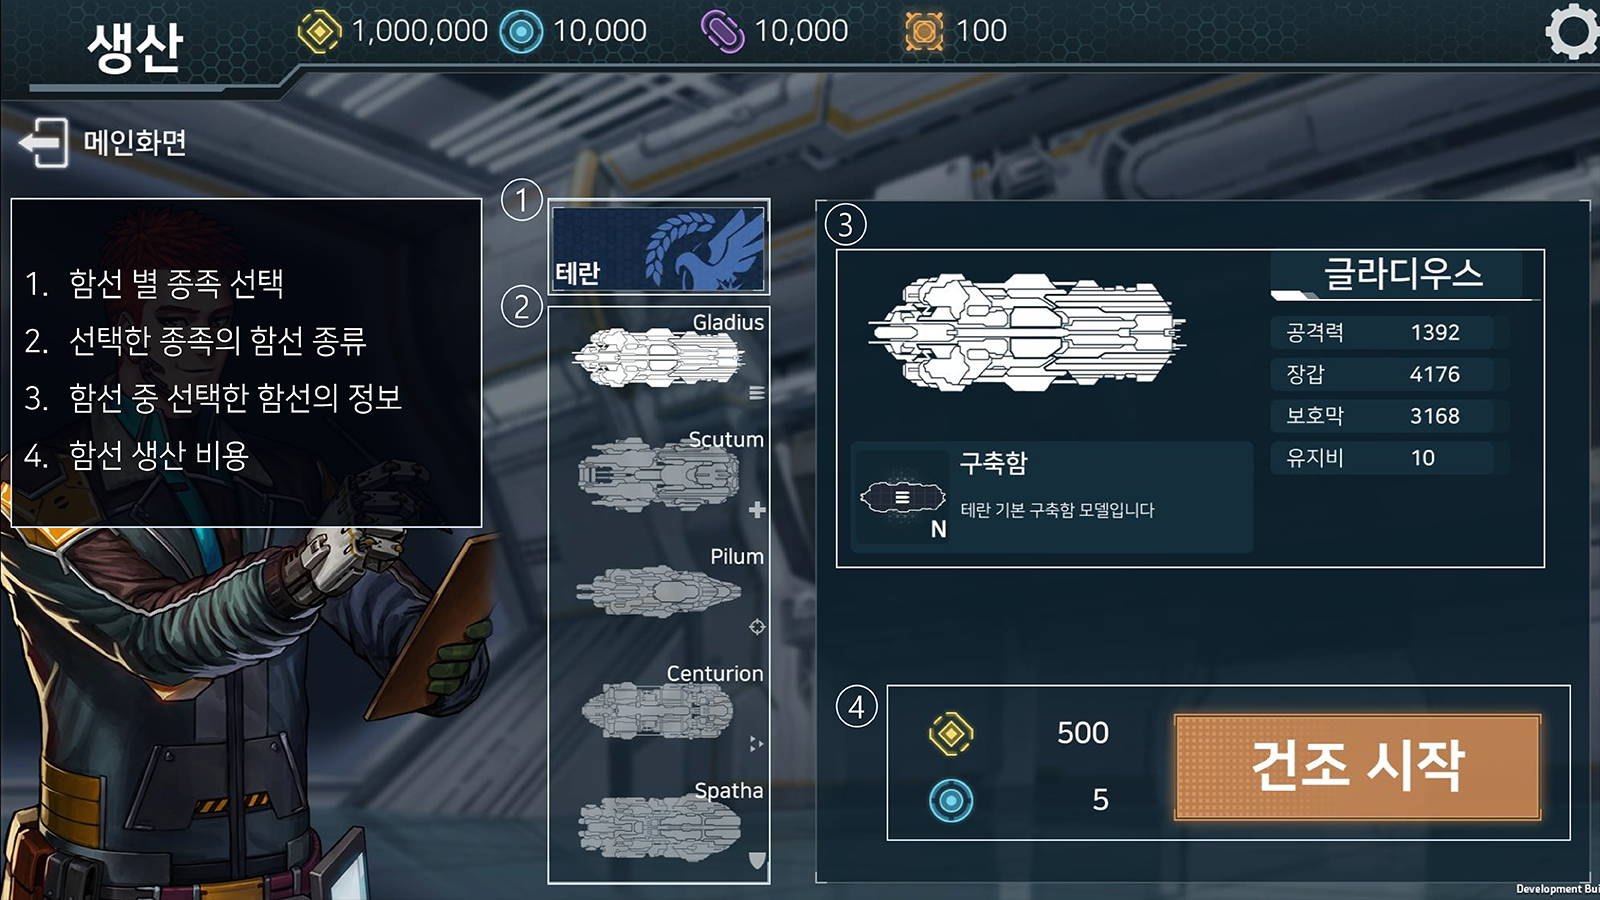 생산
1,000,000
10,000
10,000
100
메인화면
1. 함선 별 종족 선택
2. 선택한 종족의 함선 종류
3. 함선 중 선택한 함선의 정보
4. 함선 생산 비용
①
테란
②
Gladius
Scutum
Pilum
Centurion
Spatha
③
글라디우스
공격력 1392
장갑 4176
보호막 3168
유지비 10
구축함
테란 기본 구축함 모델입니다
N
④
500
5
건조 시작
Development Bui